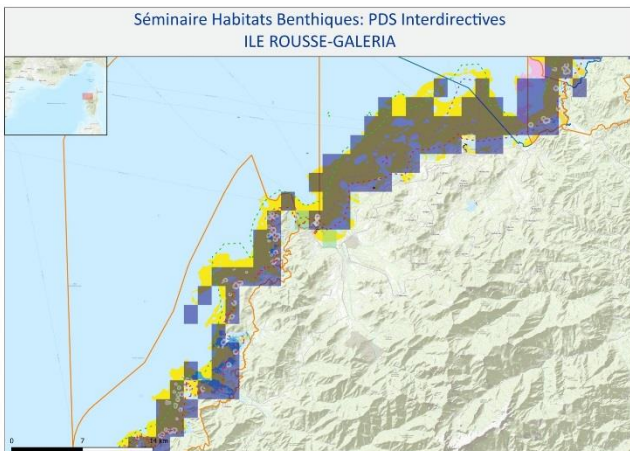 Séminaire Habitats Benthiques: PDS Interdirectives
ILE ROUSSE-GALERIA
0 7 14 km